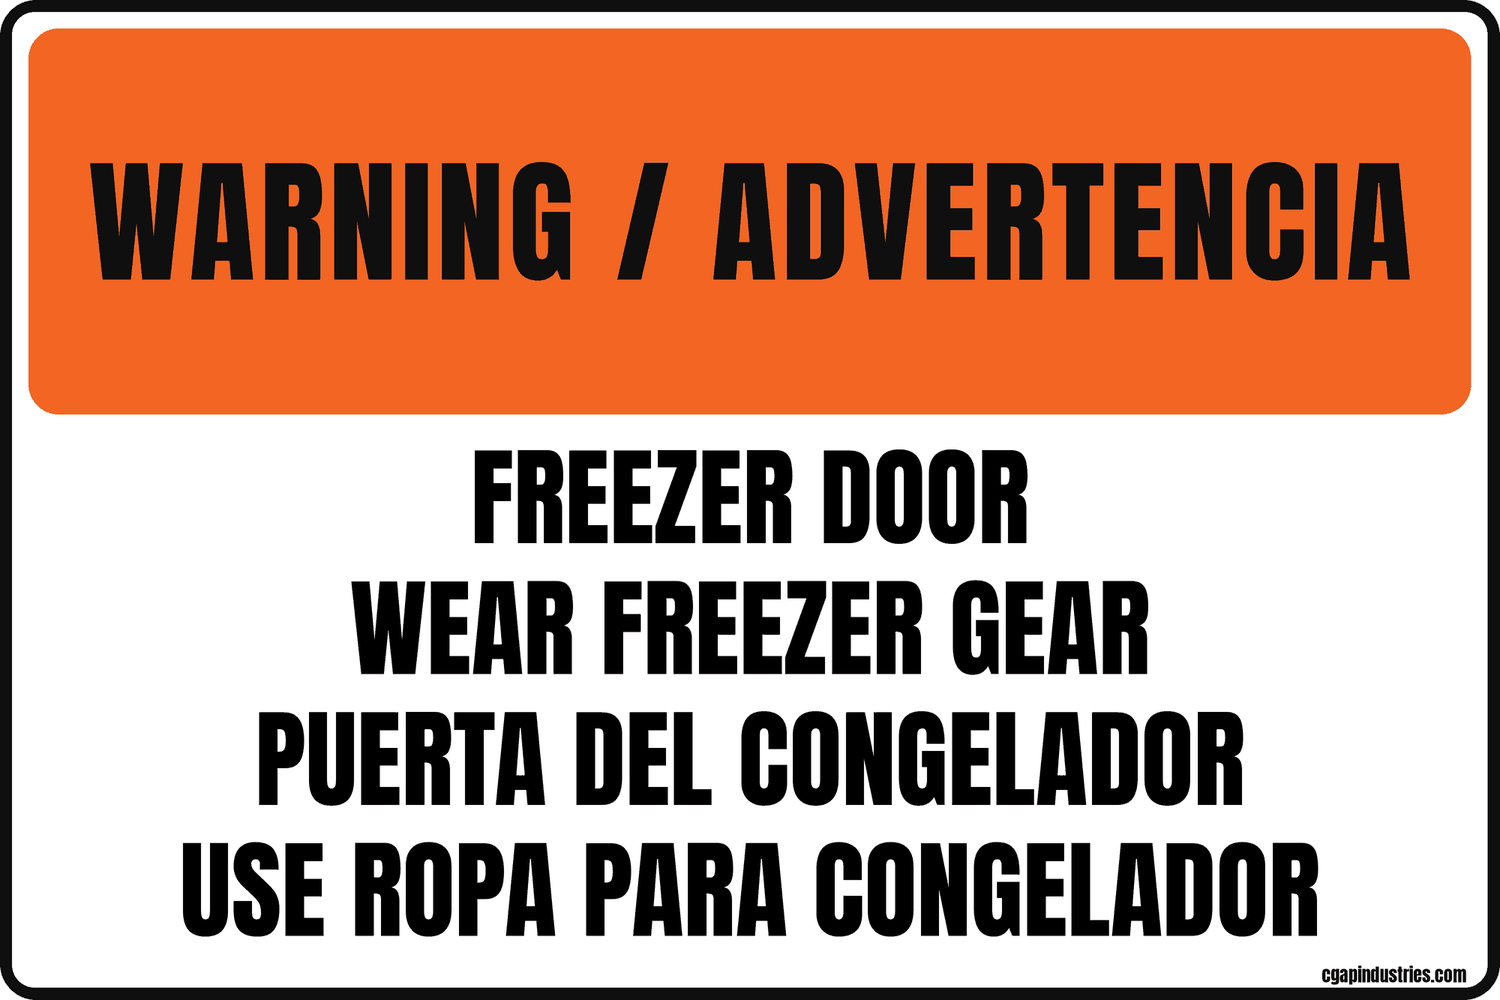 WARNING / ADVERTENCIA
FREEZER DOOR
WEAR FREEZER GEAR
PUERTA DEL CONGELADOR
USE ROPA PARA CONGELADOR
cgapindustries.com